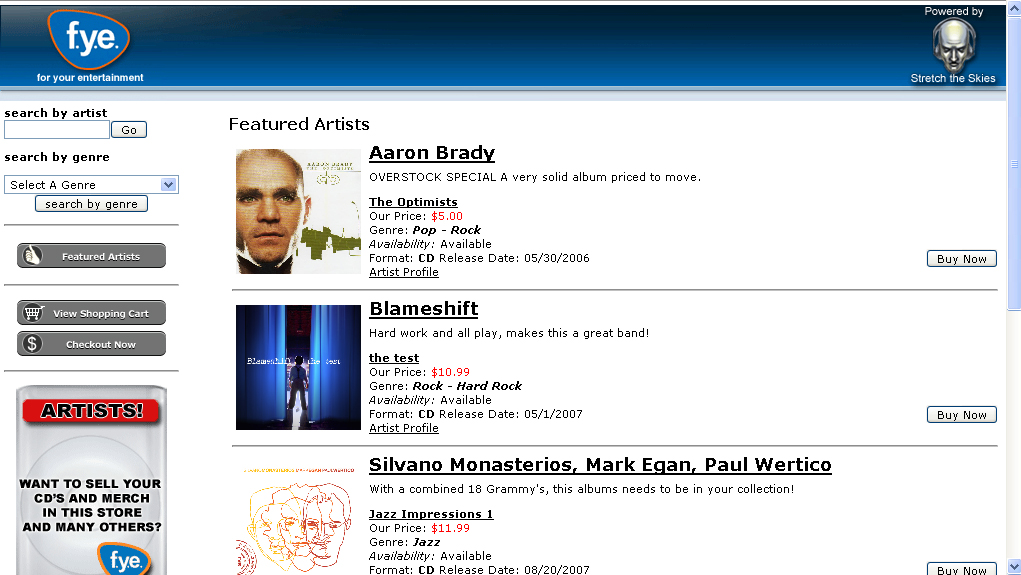 f.y.e.
for your entertainment
Powered by
Stretch the Skies
search by artist
Go
search by genre
Select A Genre
search by genre
Featured Artists
View Shopping Cart
$
Checkout Now
ARTISTS!
WANT TO SELL YOUR
CD'S AND MERCH
IN THIS STORE
AND MANY OTHERS?
f.y.e.
Featured Artists
AARON BRADY
THE OPTIMISTS
Aaron Brady
OVERSTOCK SPECIAL A very solid album priced to move.
The Optimists
Our Price: $5.00
Genre: Pop - Rock
Availability: Available
Format: CD Release Date: 05/30/2006
Artist Profile
Buy Now
Blameshift the test
Blameshift
Hard work and all play, makes this a great band!
the test
Our Price: $10.99
Genre: Rock - Hard Rock
Availability: Available
Format: CD Release Date: 05/1/2007
Artist Profile
Buy Now
Silvano Monasterios, Mark Egan, Paul Wertico
With a combined 18 Grammy's, this albums needs to be in your collection!
Jazz Impressions 1
Our Price: $11.99
Genre: Jazz
Availability: Available
Format: CD Release Date: 08/20/2007
Buy Now